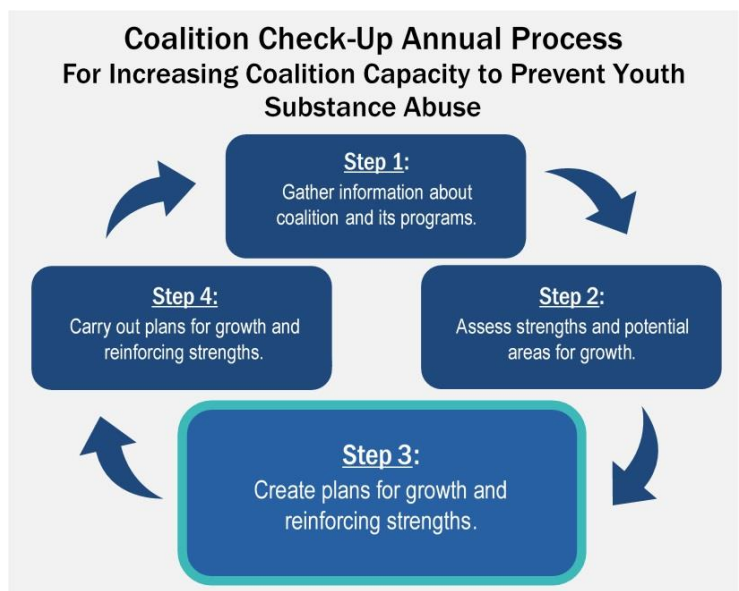 Coalition Check-Up Annual Process
For Increasing Coalition Capacity to Prevent Youth
Substance Abuse
Step 1:
Gather information about
coalition and its programs.
Step 2:
Assess strengths and potential
areas for growth.
Step 3:
Create plans for growth and
reinforcing strengths.
Step 4:
Carry out plans for growth and
reinforcing strengths.